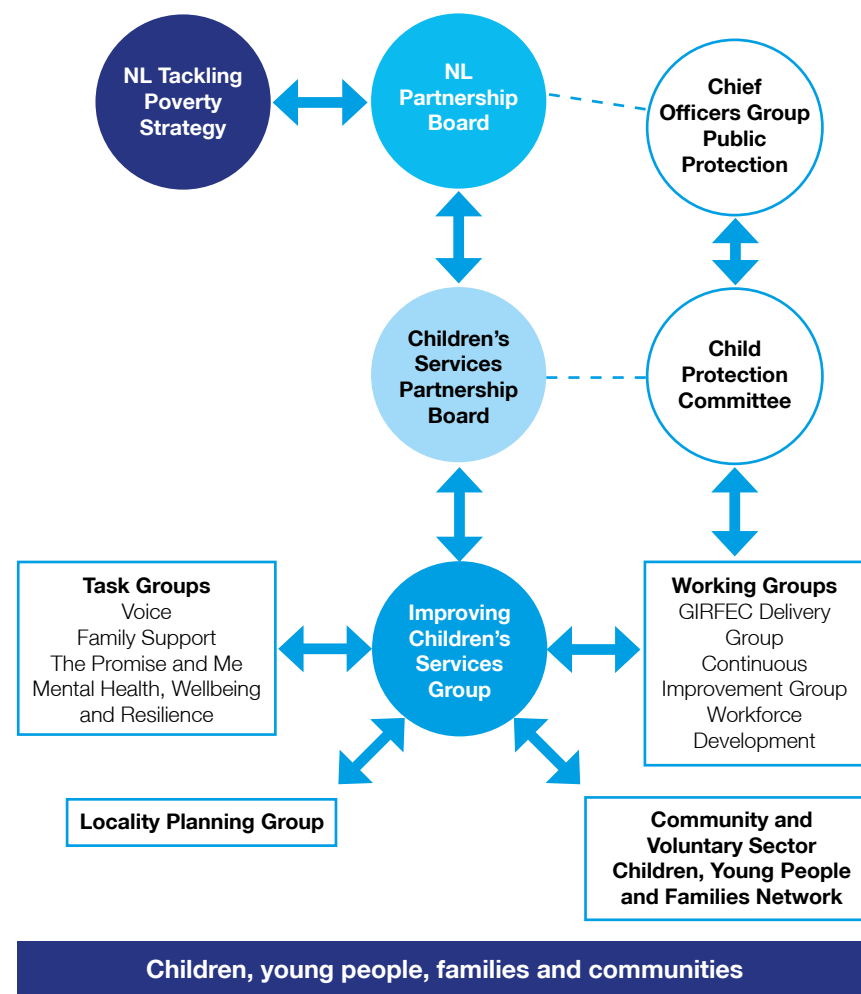 NL Tackling
Poverty
Strategy
NL
Partnership
Board
Chief
Officers Group
Public
Protection
Children's
Services
Partnership
Board
Child
Protection
Committee
Task Groups
Voice
Family Support
The Promise and Me
Mental Health, Wellbeing
and Resilience
Improving
Children's
Services
Group
Working Groups
GIRFEC Delivery
Group
Continuous
Improvement Group
Workforce
Development
Locality Planning Group
Community and
Voluntary Sector
Children, Young People
and Families Network
Children, young people, families and communities